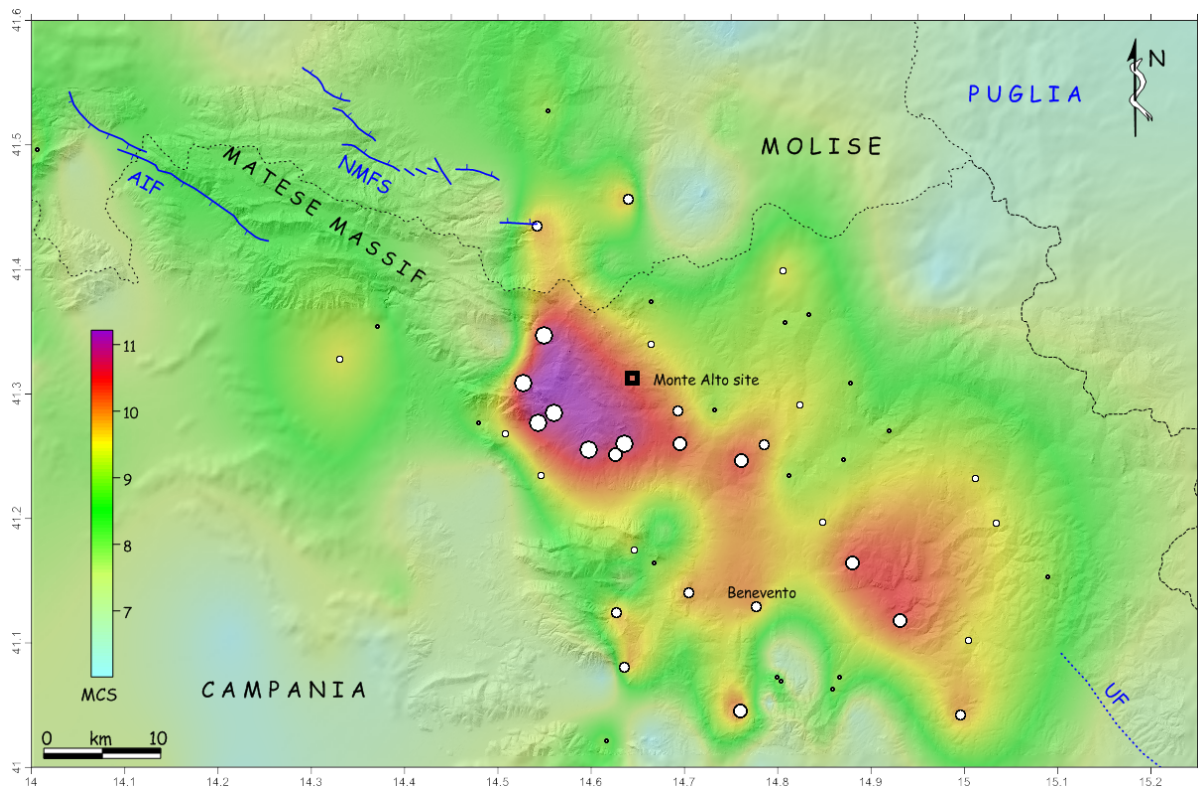 41.6
N
PUGLIA
MOLISE
41.5
MATESE MASSIF
NMFS
AIF
41.4
11
41.3
Monte Alto site
10
9
41.2
8
Benevento
7
41.1
MCS
CAMPANIA
UF
0 km 10
41
14 14.1 14.2 14.3 14.4 14.5 14.6 14.7 14.8 14.9 15 15.1 15.2